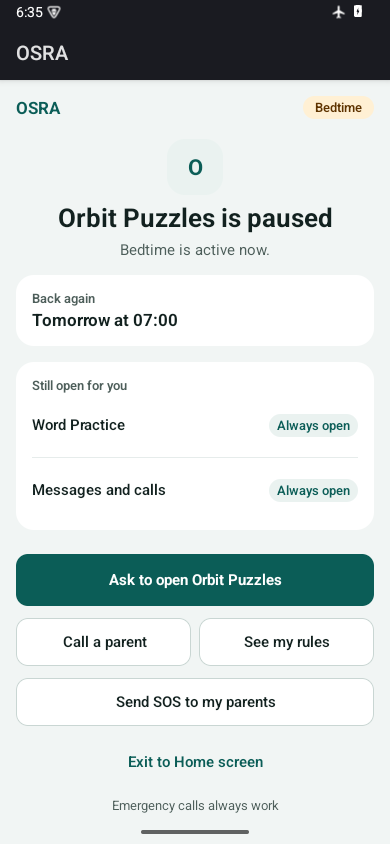 6:35
OSRA
OSRA
Bedtime
O
Orbit Puzzles is paused
Bedtime is active now.
Back again
Tomorrow at 07:00
Still open for you
Word Practice
Always open
Messages and calls
Always open
Ask to open Orbit Puzzles
Call a parent
See my rules
Send SOS to my parents
Exit to Home screen
Emergency calls always work